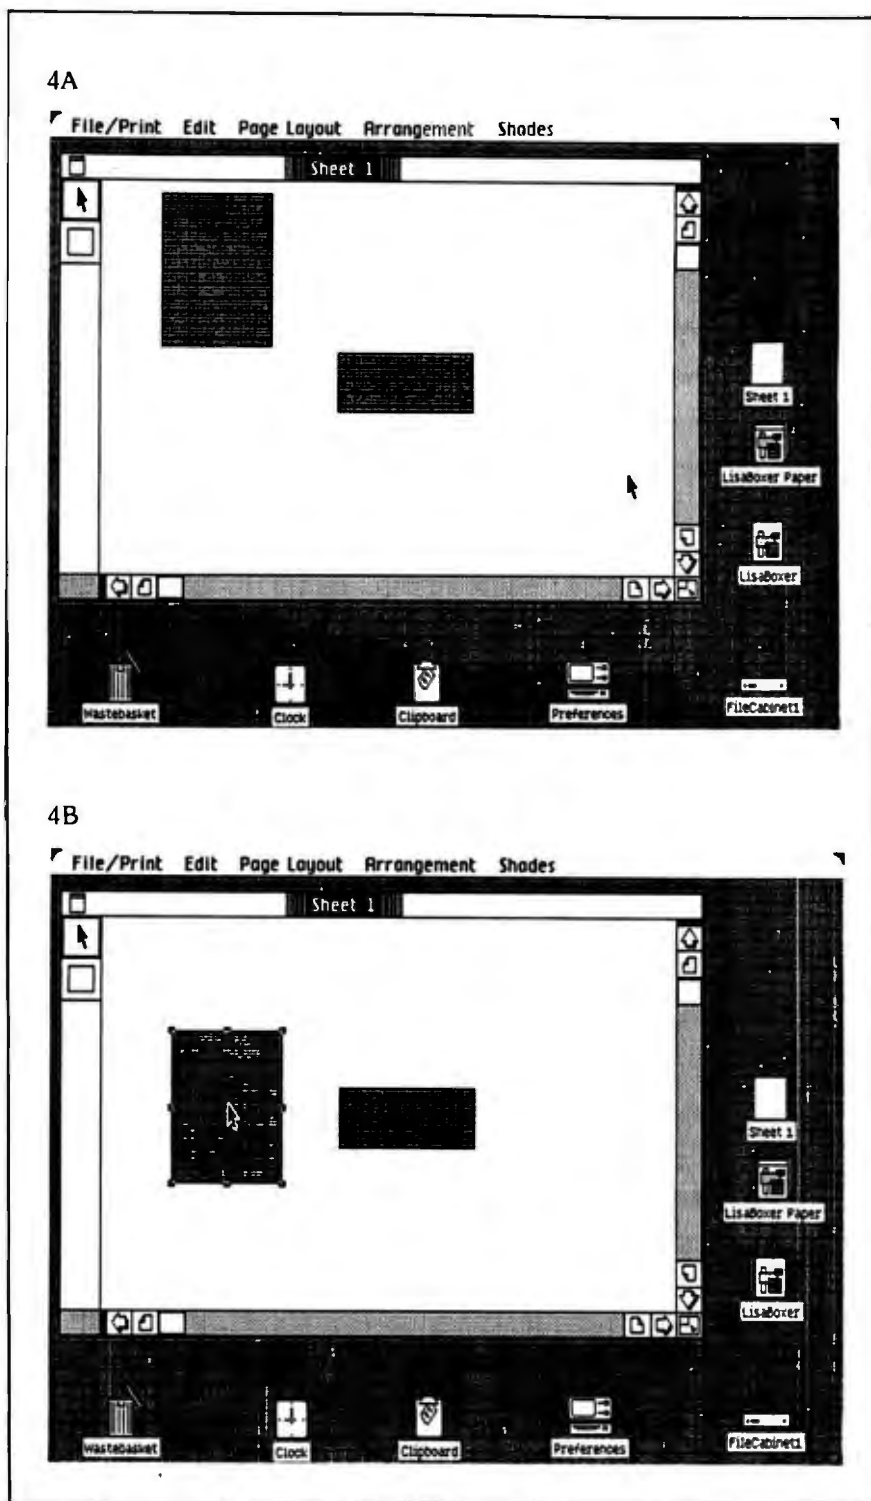 4A
File/Print Edit Page Layout Arrangement Shades
Sheet 1
Sheet 1
LisaBoxer Paper
LisaBoxer
Wastebasket Clock Clipboard Preferences FileCabinet1
4B
File/Print Edit Page Layout Arrangement Shades
Sheet 1
Sheet 1
LisaBoxer Paper
LisaBoxer
Wastebasket Clock Clipboard Preferences FileCabinet1